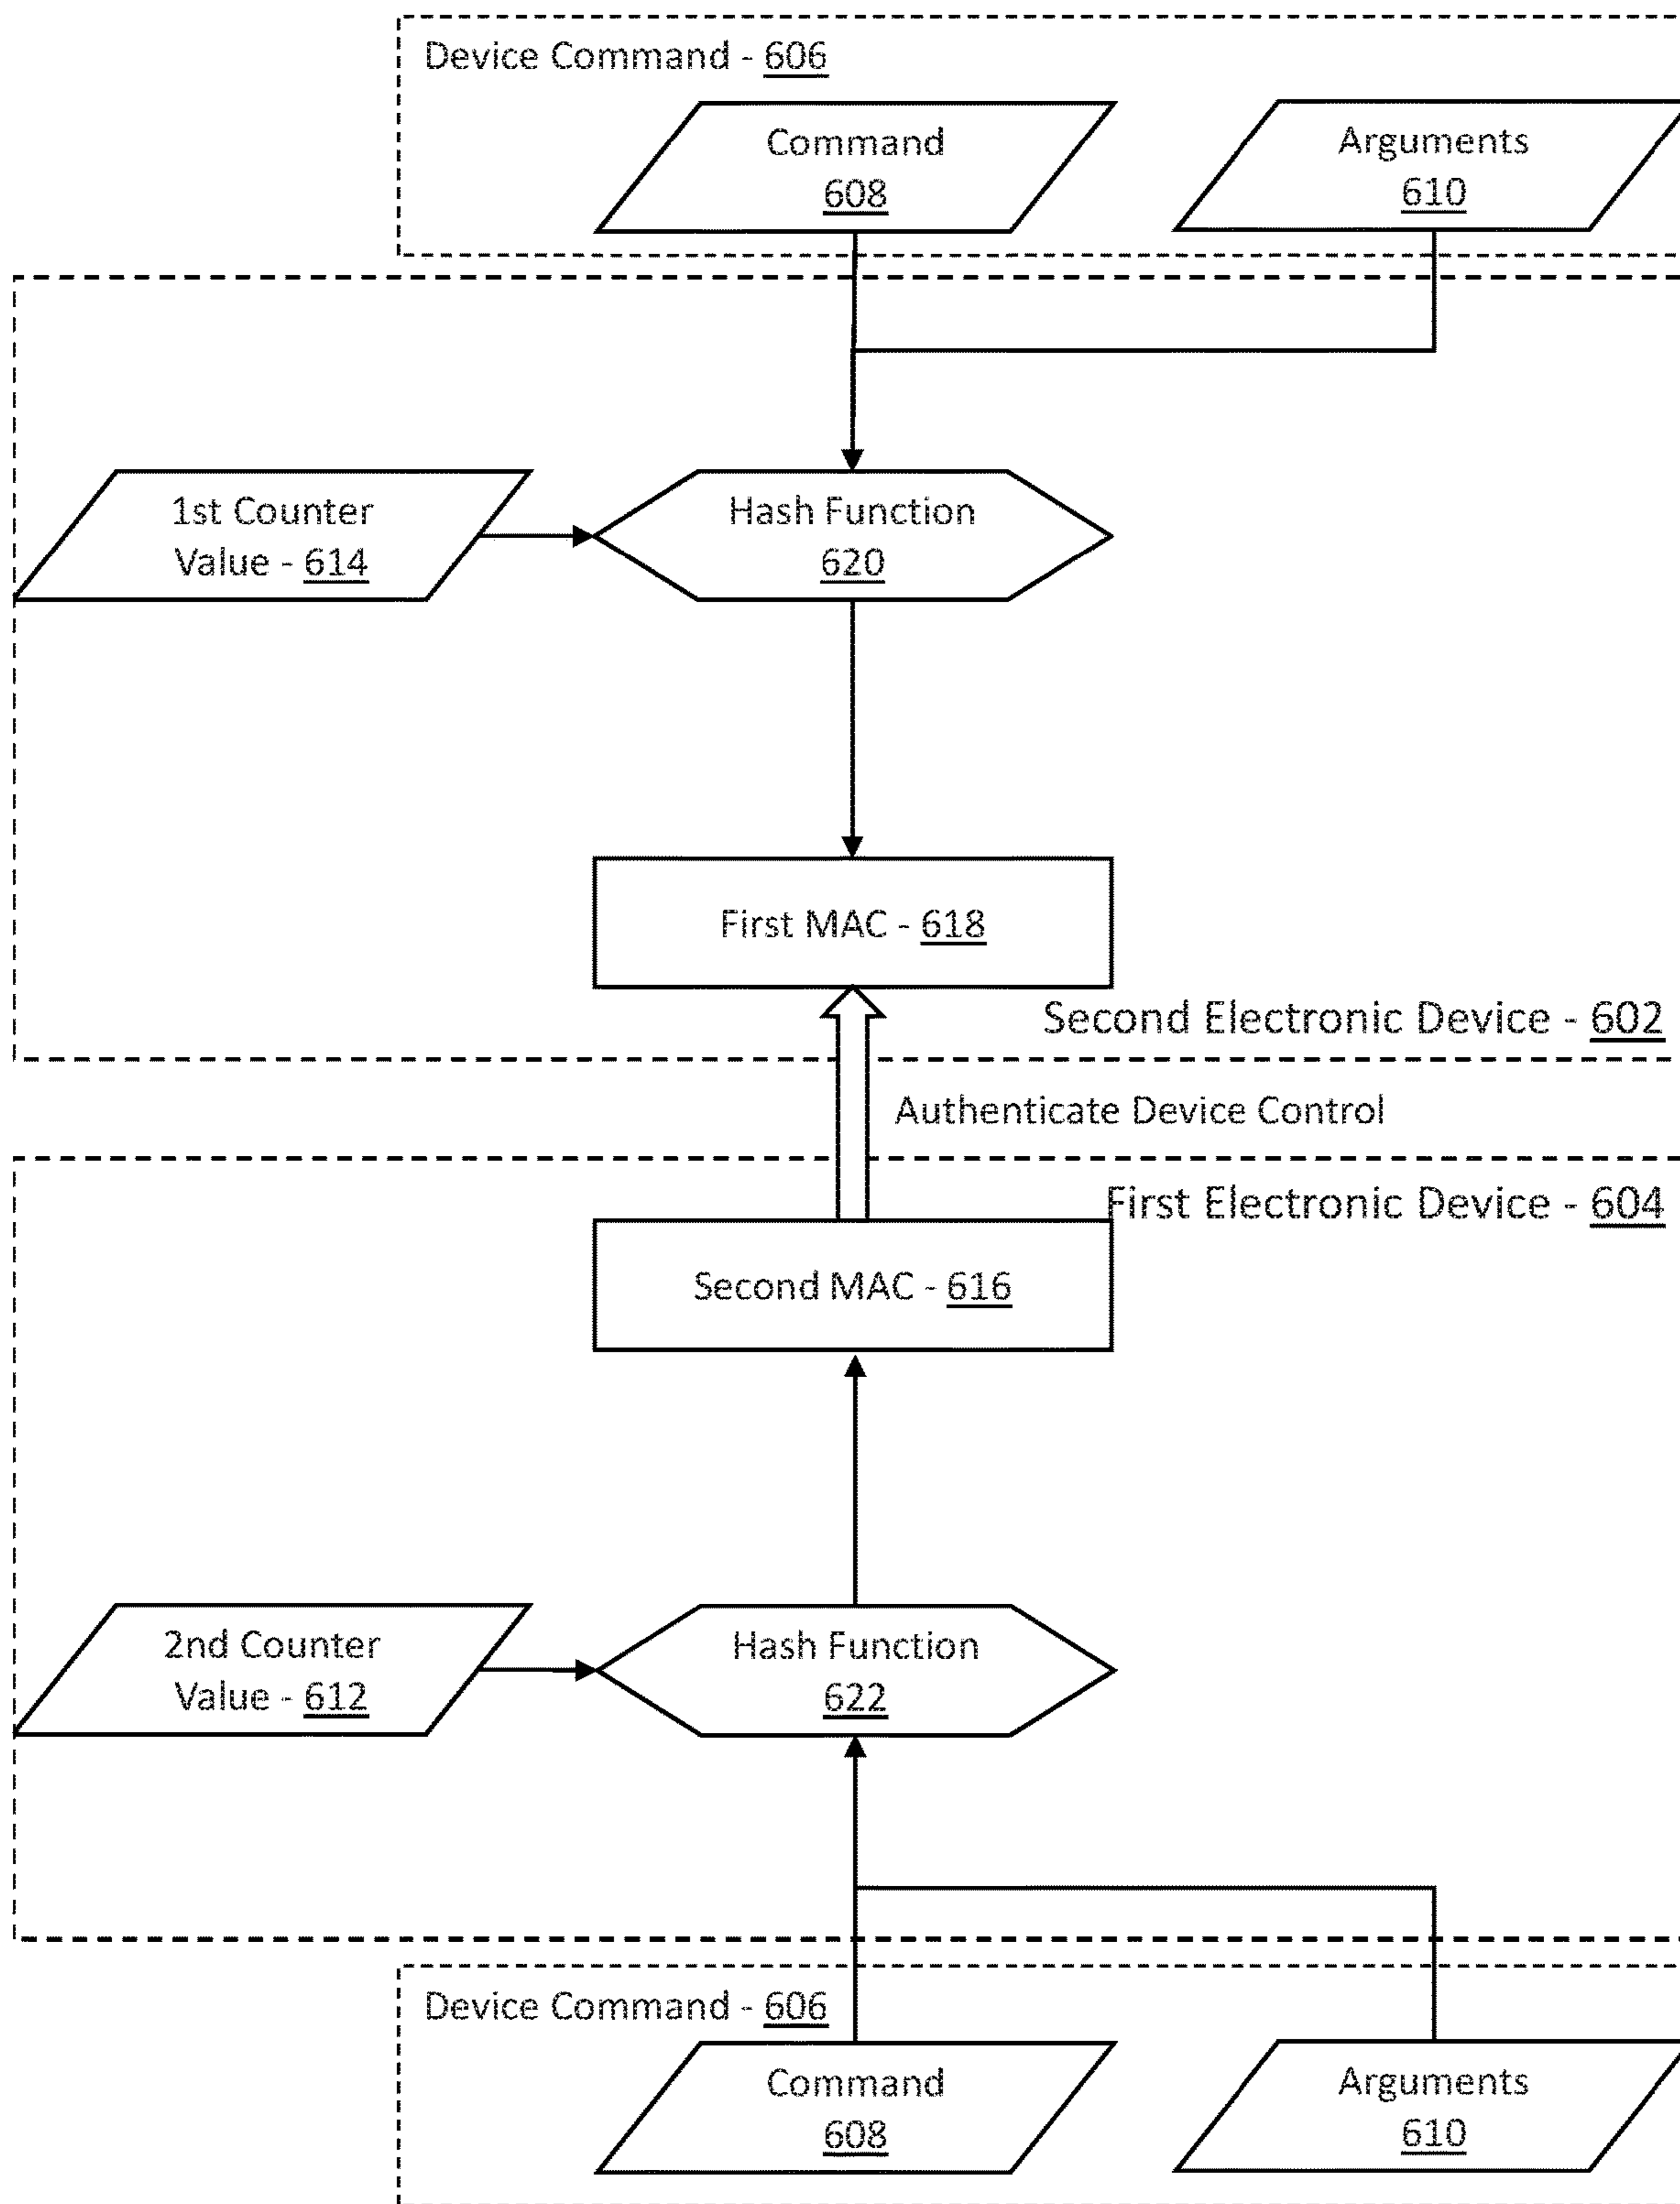 Device Command - 606
Command
608
Arguments
610
1st Counter
Value - 614
Hash Function
620
First MAC - 618
Second Electronic Device - 602
Authenticate Device Control
First Electronic Device - 604
Second MAC - 616
2nd Counter
Value - 612
Hash Function
622
Device Command - 606
Command
608
Arguments
610